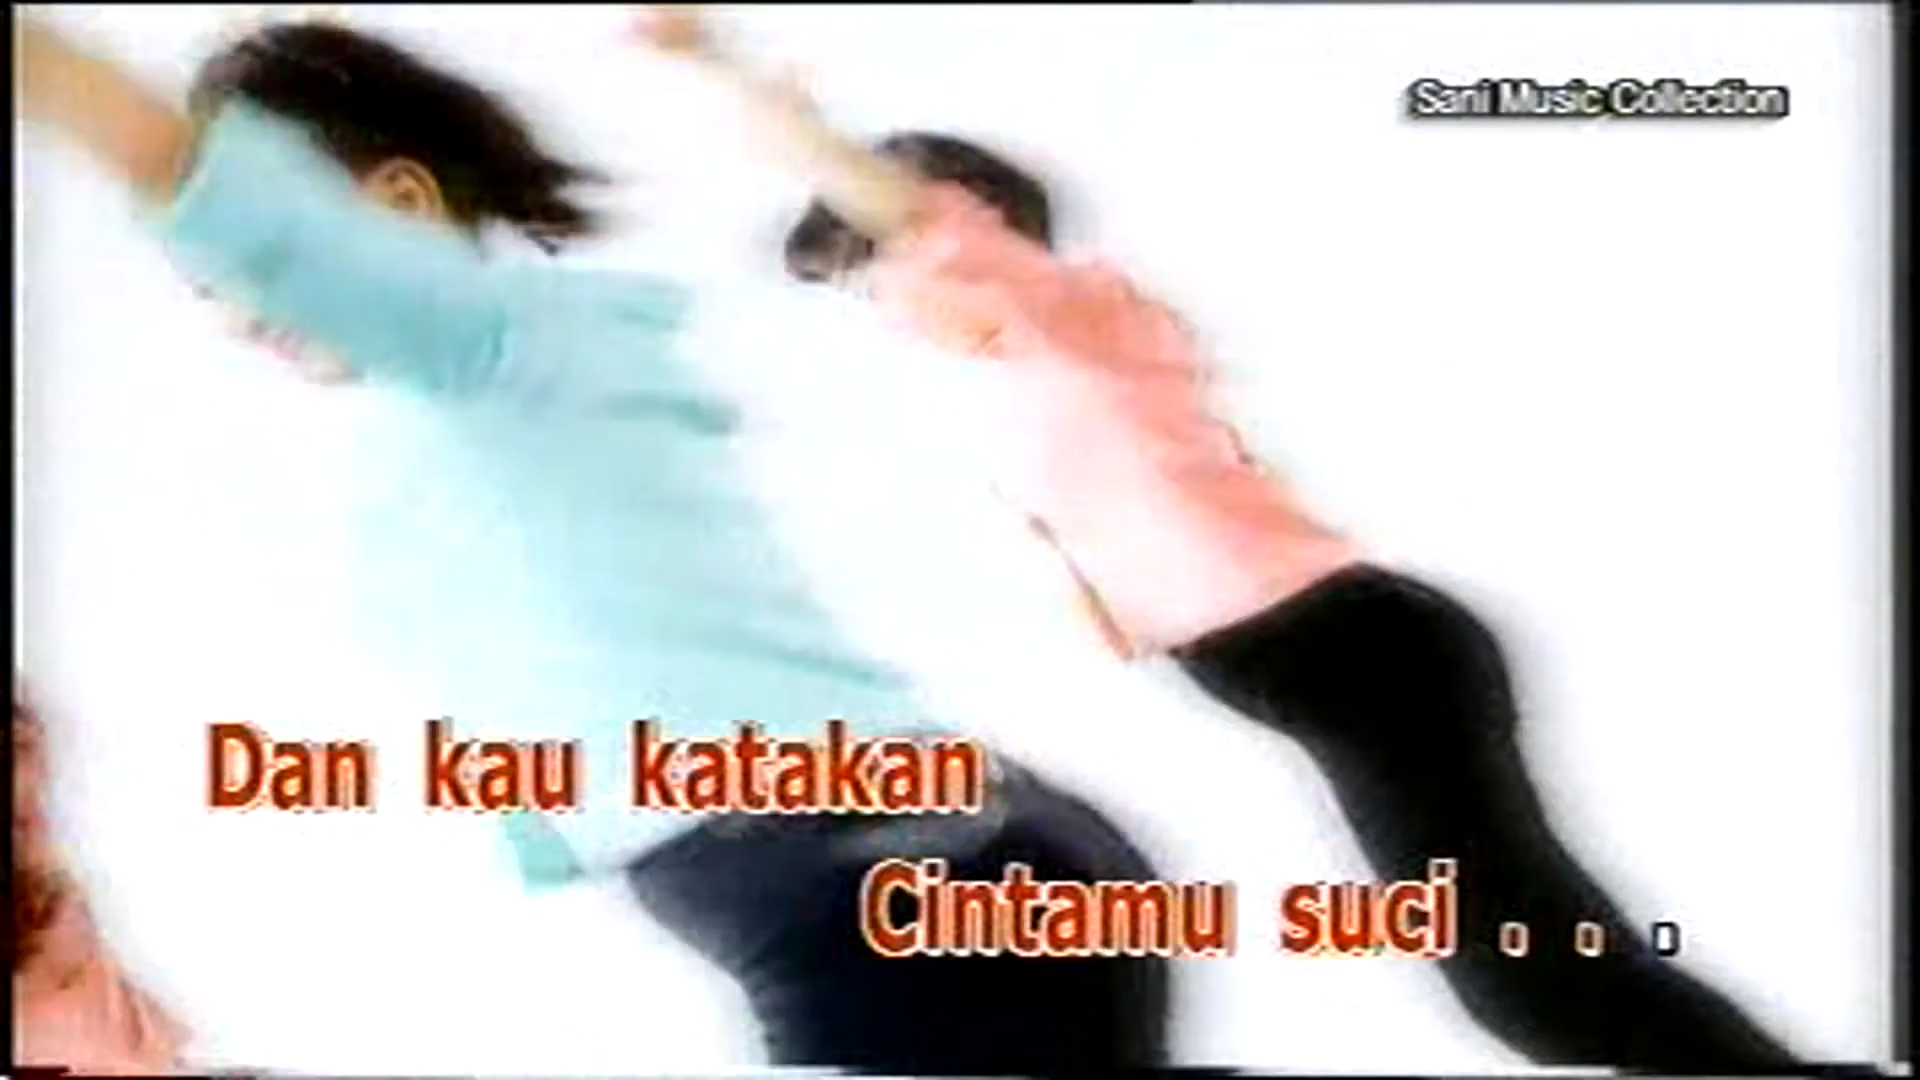 Sani Music Collection
Dan kau katakan
Cintamu suci . . .